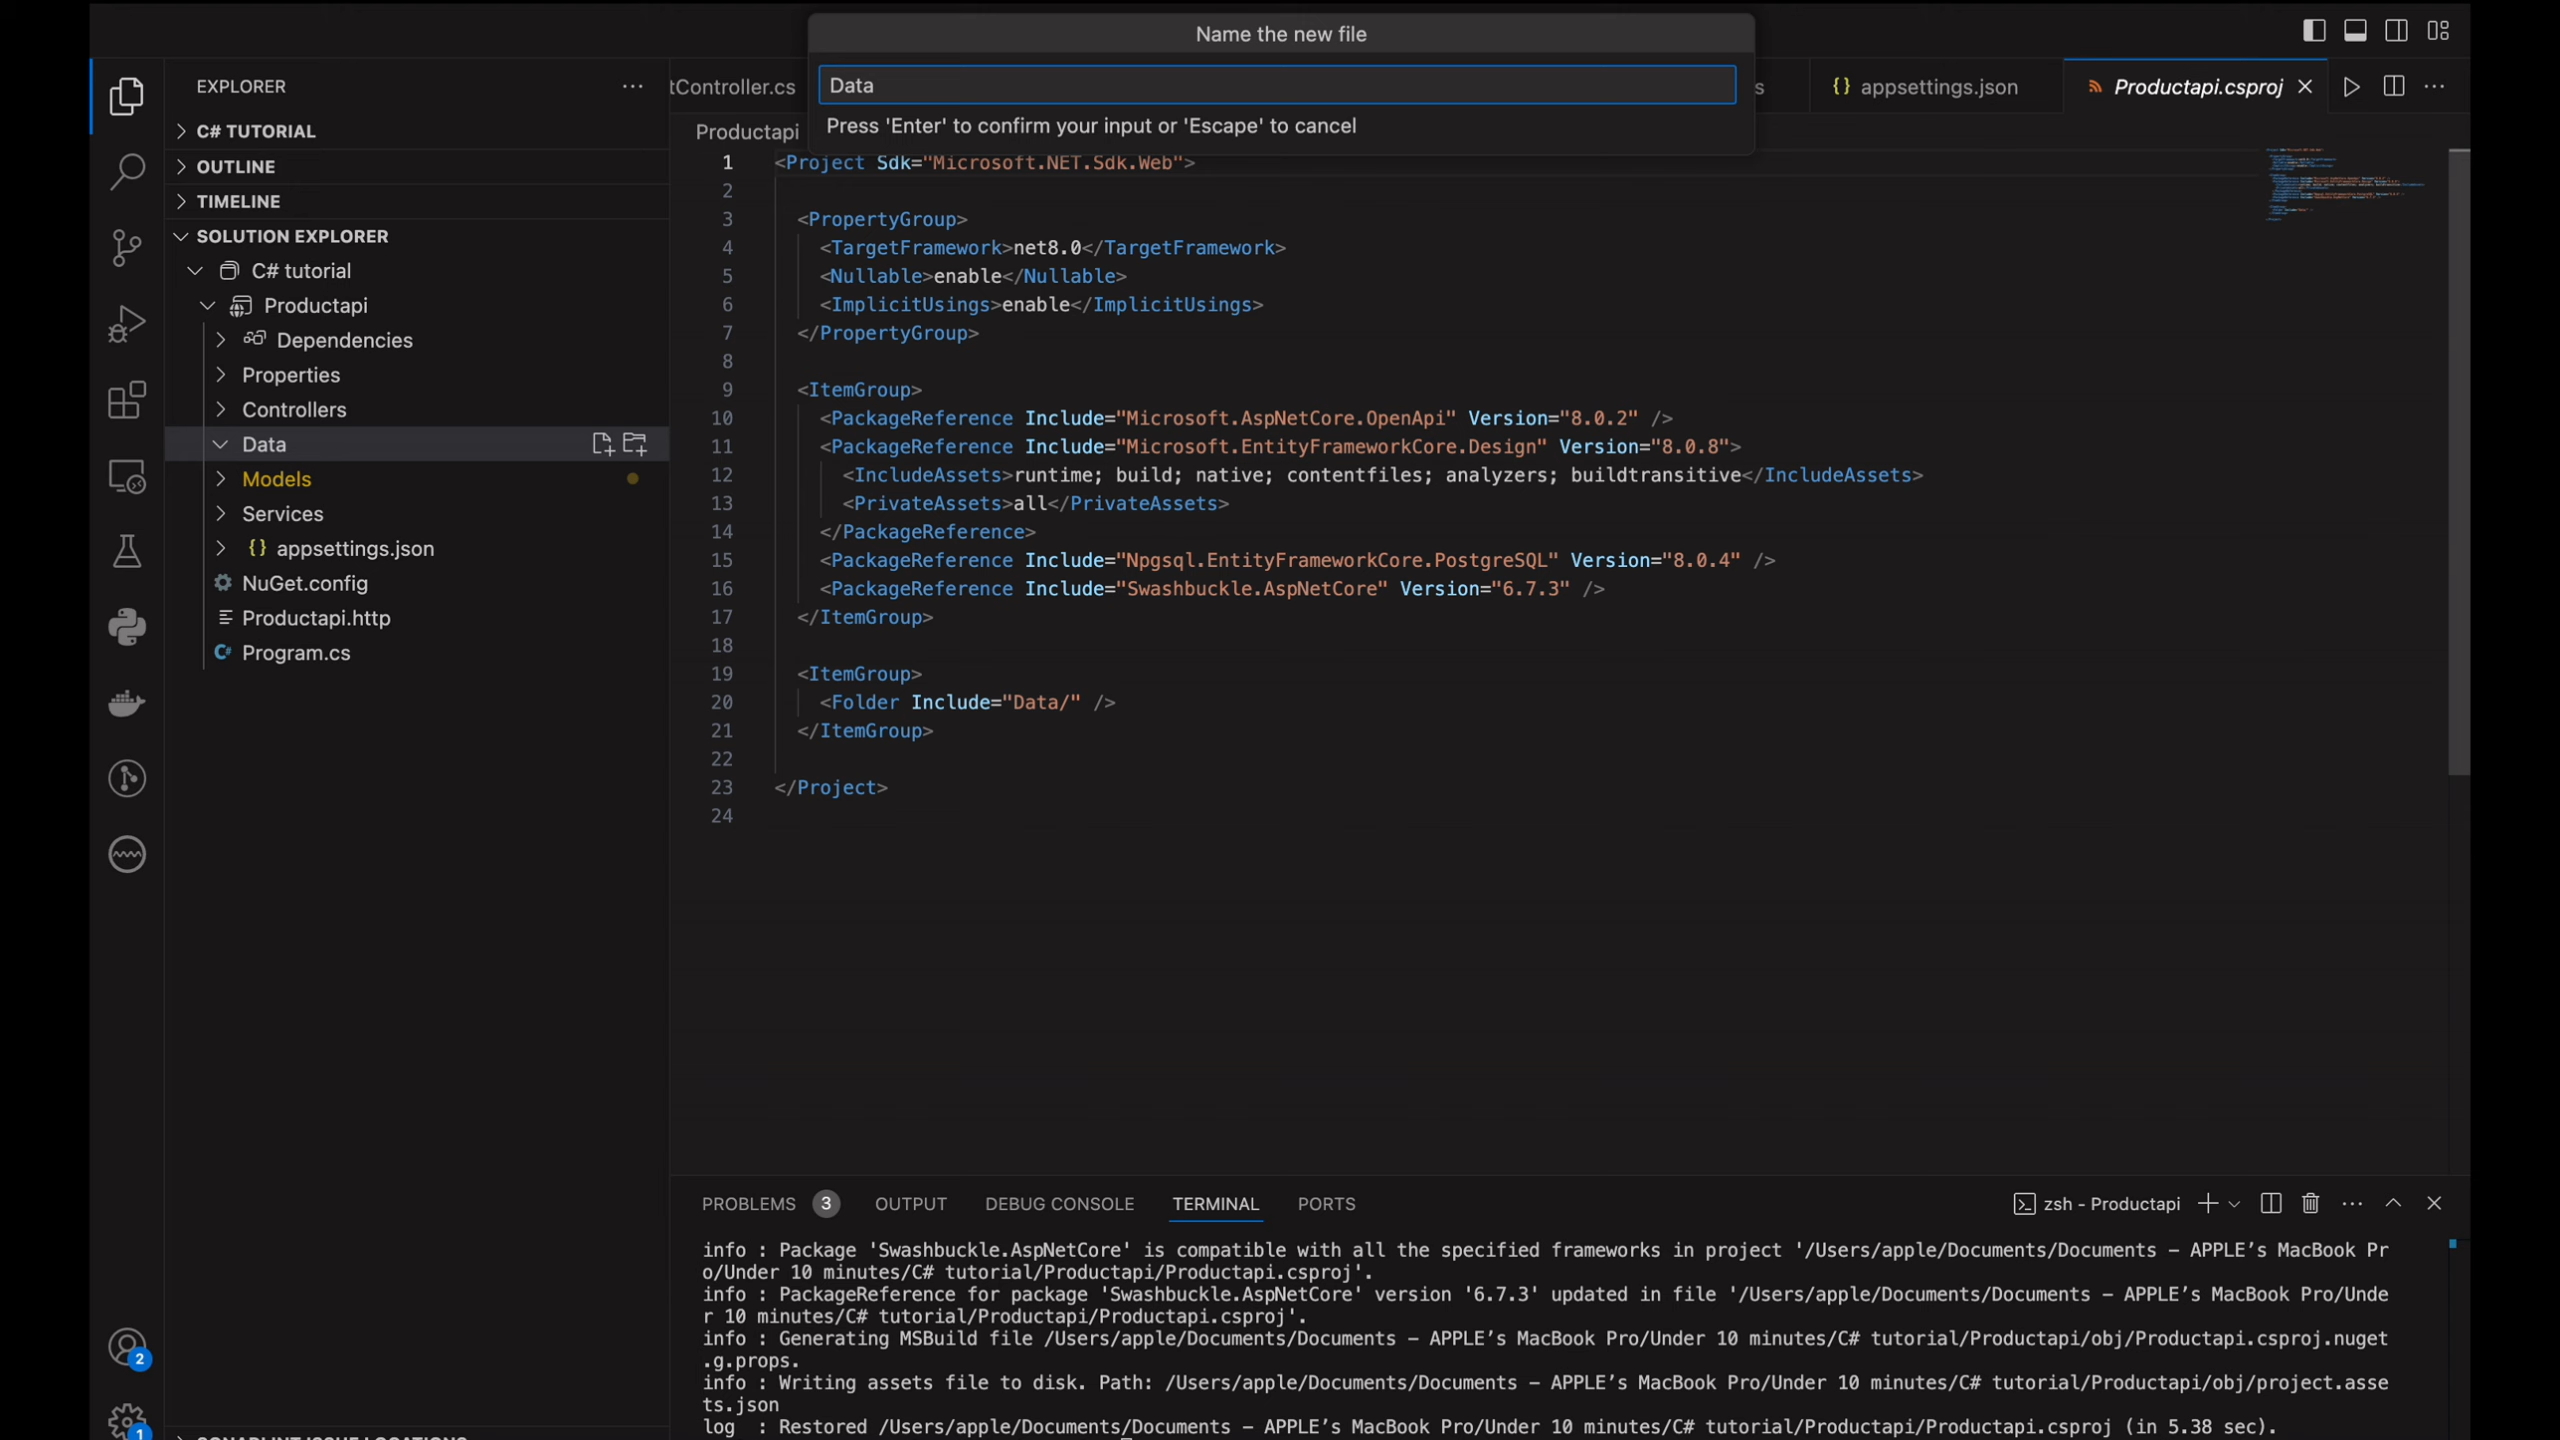 Name the new file
Data
Press 'Enter' to confirm your input or 'Escape' to cancel
EXPLORER
C# TUTORIAL
OUTLINE
TIMELINE
SOLUTION EXPLORER
C# tutorial
Productapi
Dependencies
Properties
Controllers
Data
Models
Services
{} appsettings.json
NuGet.config
Productapi.http
Program.cs
2
1
tController.cs
s
{} appsettings.json
Productapi.csproj
Productapi
1 <Project Sdk="Microsoft.NET.Sdk.Web">
2
3 <PropertyGroup>
4 <TargetFramework>net8.0</TargetFramework>
5 <Nullable>enable</Nullable>
6 <ImplicitUsings>enable</ImplicitUsings>
7 </PropertyGroup>
8
9 <ItemGroup>
10 <PackageReference Include="Microsoft.AspNetCore.OpenApi" Version="8.0.2" />
11 <PackageReference Include="Microsoft.EntityFrameworkCore.Design" Version="8.0.8">
12 <IncludeAssets>runtime; build; native; contentfiles; analyzers; buildtransitive</IncludeAssets>
13 <PrivateAssets>all</PrivateAssets>
14 </PackageReference>
15 <PackageReference Include="Npgsql.EntityFrameworkCore.PostgreSQL" Version="8.0.4" />
16 <PackageReference Include="Swashbuckle.AspNetCore" Version="6.7.3" />
17 </ItemGroup>
18
19 <ItemGroup>
20 <Folder Include="Data/" />
21 </ItemGroup>
22
23 </Project>
24
PROBLEMS 3 OUTPUT DEBUG CONSOLE TERMINAL PORTS
zsh - Productapi
info : Package 'Swashbuckle.AspNetCore' is compatible with all the specified frameworks in project '/Users/apple/Documents/Documents – APPLE’s MacBook Pr
o/Under 10 minutes/C# tutorial/Productapi/Productapi.csproj'.
info : PackageReference for package 'Swashbuckle.AspNetCore' version '6.7.3' updated in file '/Users/apple/Documents/Documents – APPLE’s MacBook Pro/Unde
r 10 minutes/C# tutorial/Productapi/Productapi.csproj'.
info : Generating MSBuild file /Users/apple/Documents/Documents – APPLE’s MacBook Pro/Under 10 minutes/C# tutorial/Productapi/obj/Productapi.csproj.nuget
.g.props.
info : Writing assets file to disk. Path: /Users/apple/Documents/Documents – APPLE’s MacBook Pro/Under 10 minutes/C# tutorial/Productapi/obj/project.asse
ts.json
log : Restored /Users/apple/Documents/Documents – APPLE’s MacBook Pro/Under 10 minutes/C# tutorial/Productapi/Productapi.csproj (in 5.38 sec).